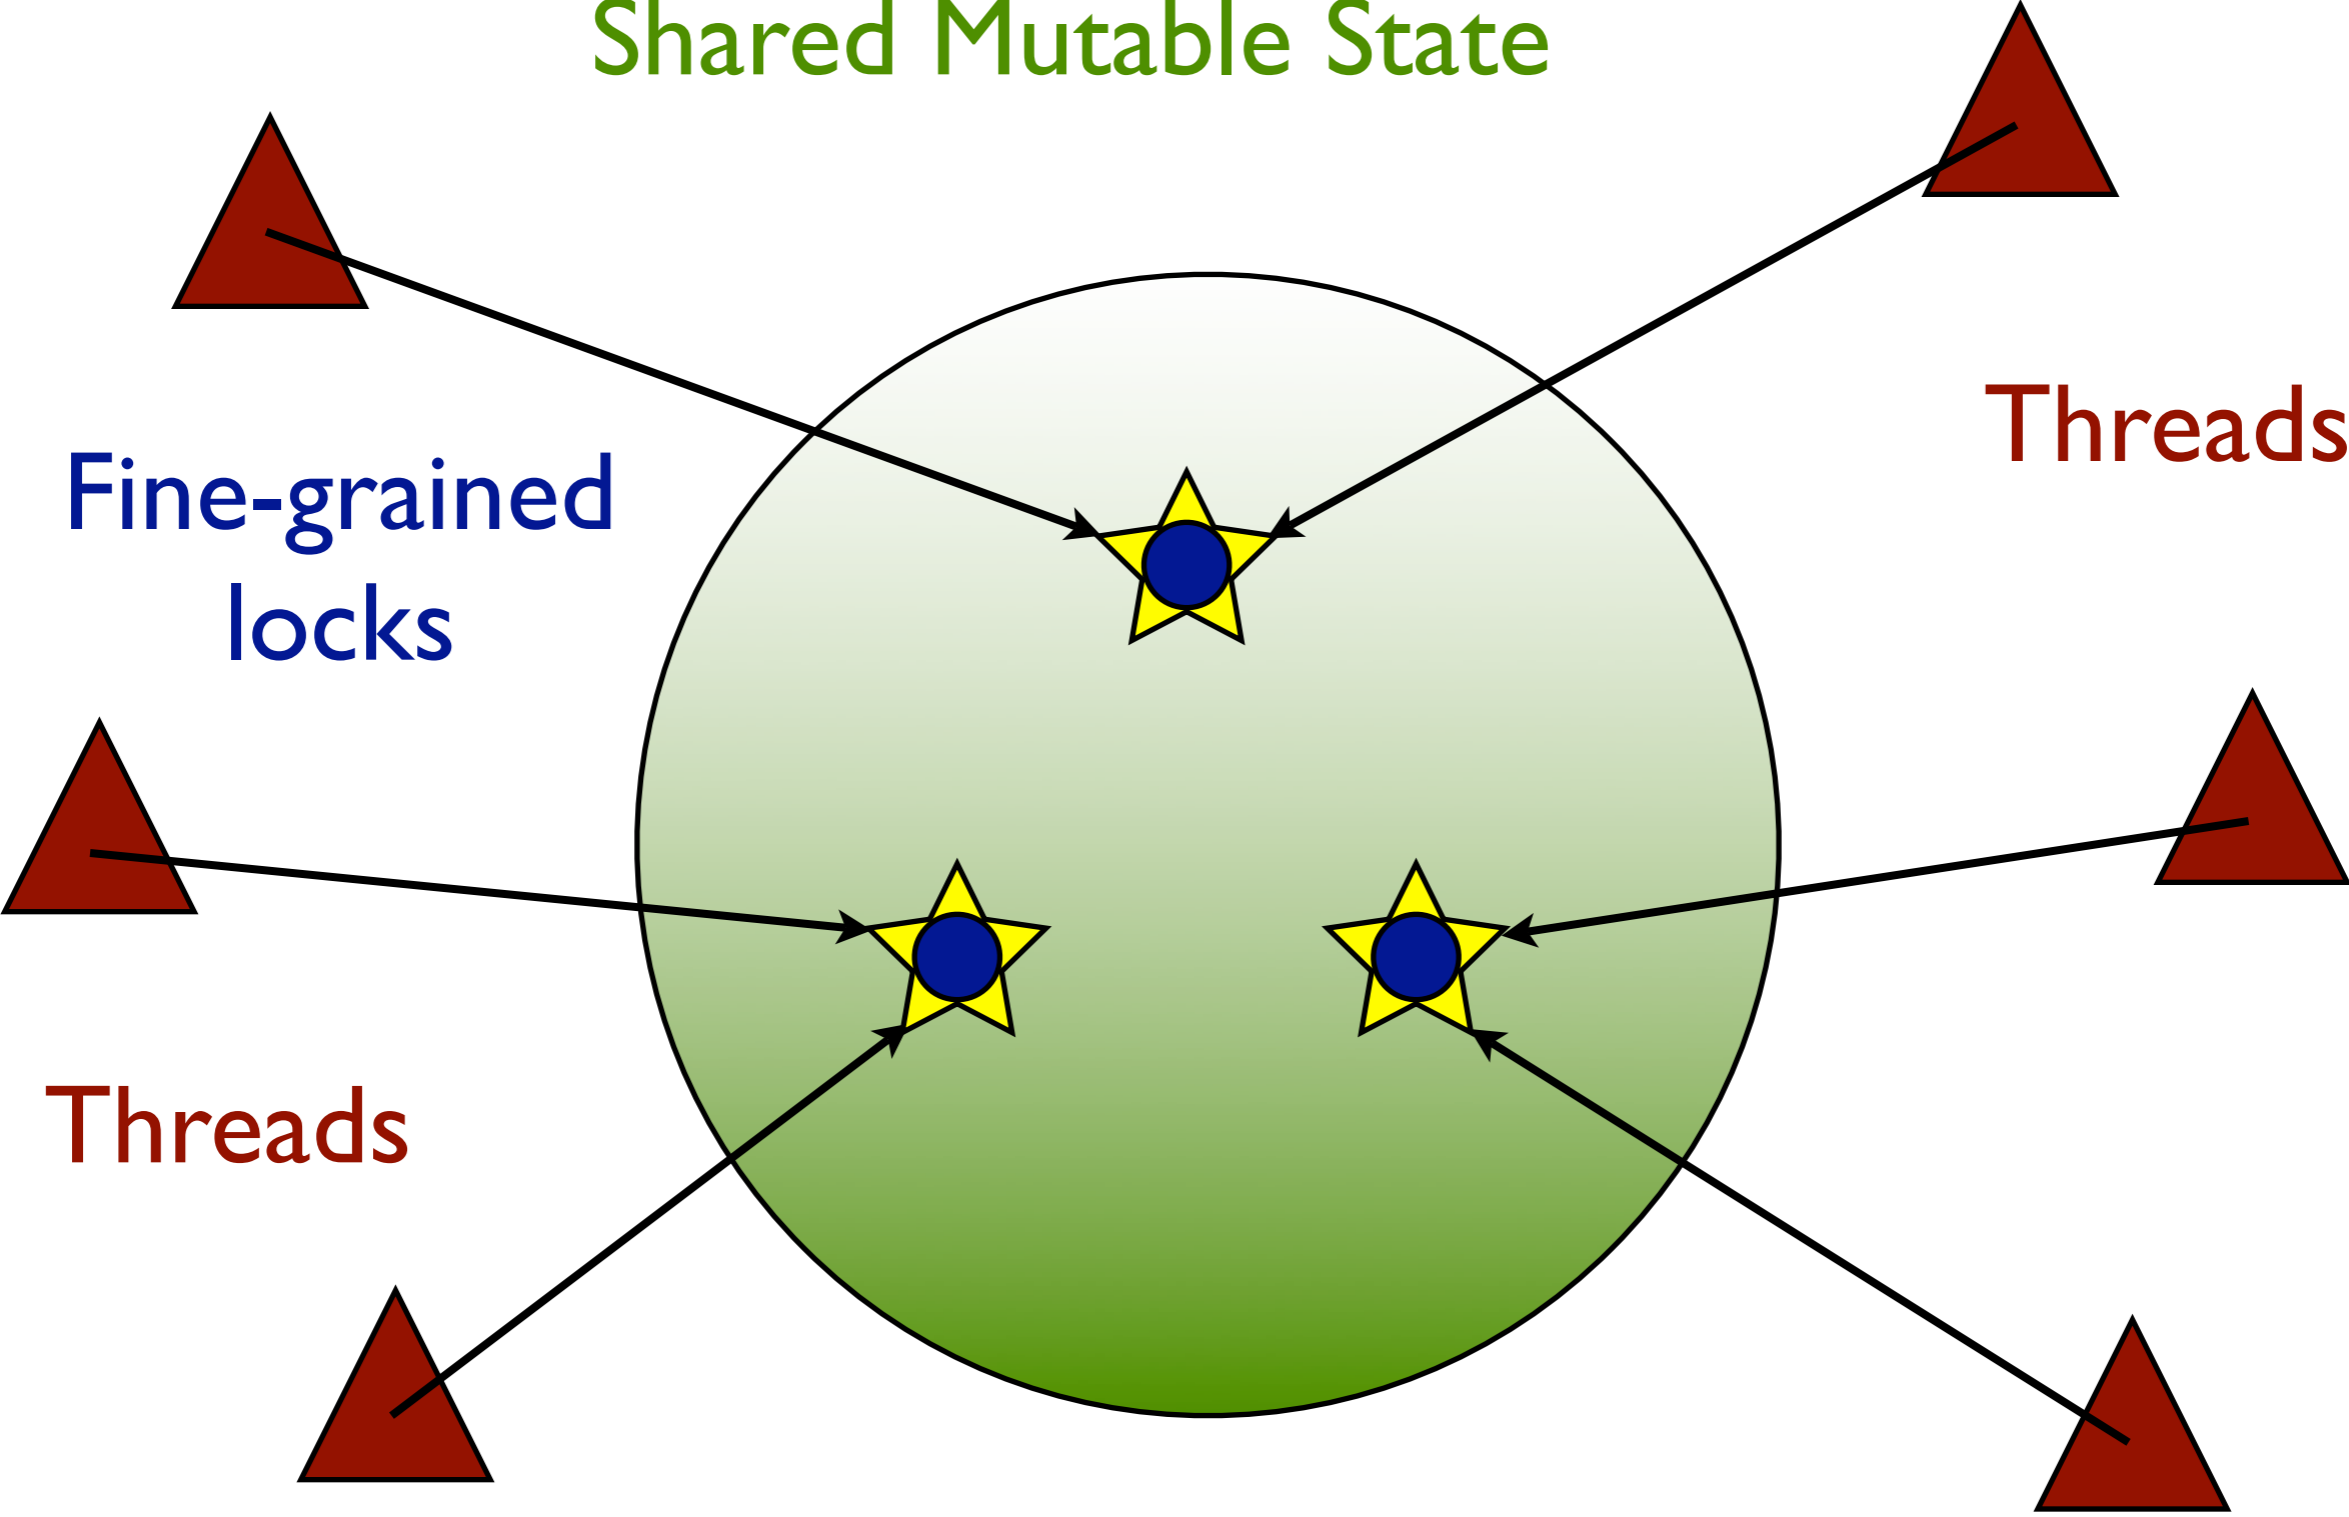 Shared Mutable State
Threads
Fine-grained
locks
Threads